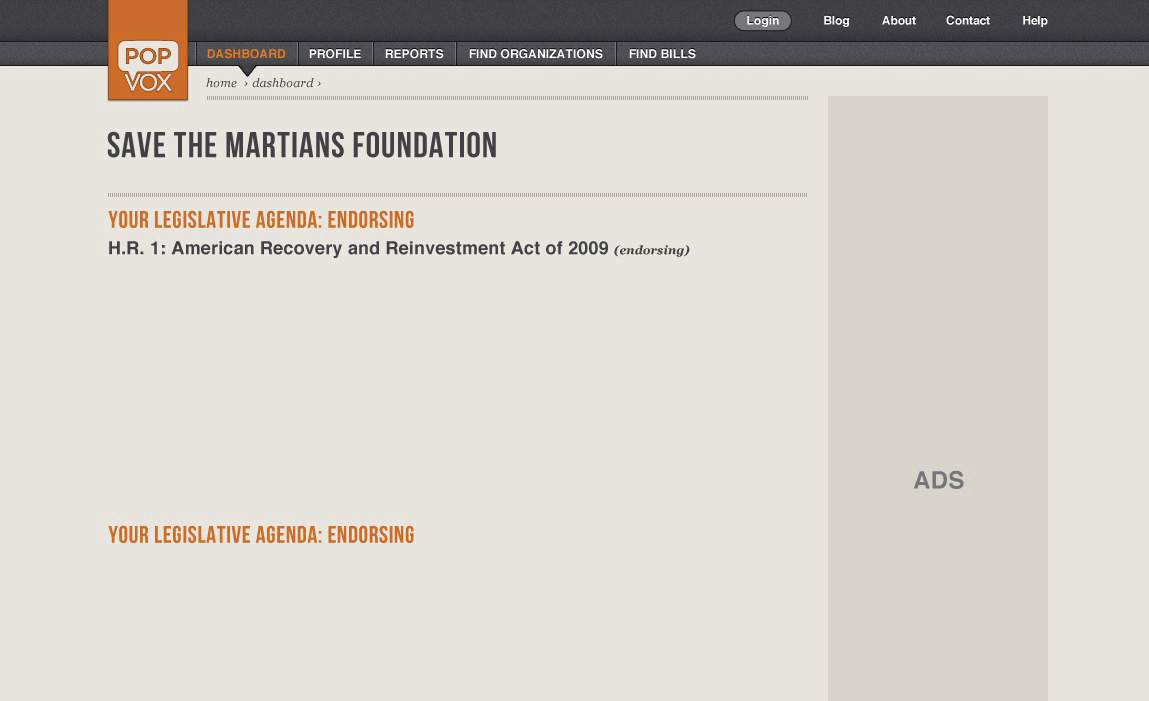 Login Blog About Contact Help
POP
VOX
DASHBOARD PROFILE REPORTS FIND ORGANIZATIONS FIND BILLS
home › dashboard ›
SAVE THE MARTIANS FOUNDATION
YOUR LEGISLATIVE AGENDA: ENDORSING
H.R. 1: American Recovery and Reinvestment Act of 2009 (endorsing)
ADS
YOUR LEGISLATIVE AGENDA: ENDORSING